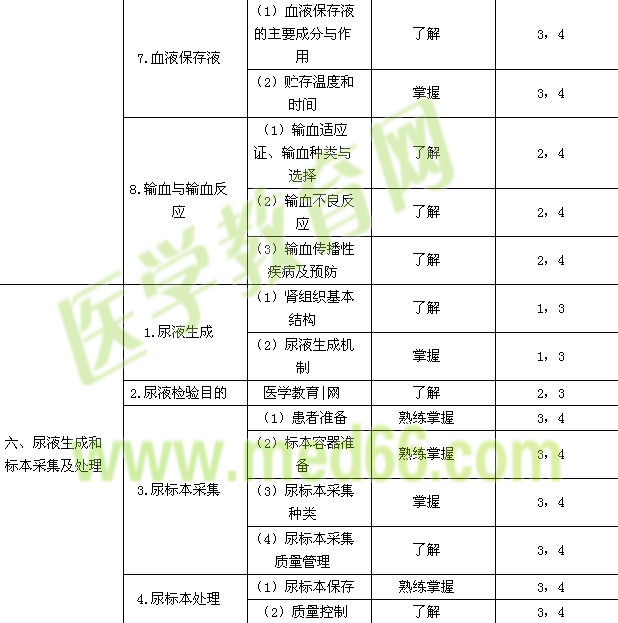 7.血液保存液
（1）血液保存液
的主要成分与作
用
了解
3，4
（2）贮存温度和
时间
掌握
3，4
8.输血与输血反
应
（1）输血适应
证、输血种类与
选择
了解
2，4
（2）输血不良反
应
了解
2，4
（3）输血传播性
疾病及预防
了解
2，4
六、尿液生成和
标本采集及处理
1.尿液生成
（1）肾组织基本
结构
了解
1，3
（2）尿液生成机
制
掌握
1，3
2.尿液检验目的
医学教育|网
了解
2，3
3.尿标本采集
（1）患者准备
熟练掌握
3，4
（2）标本容器准
备
熟练掌握
3，4
（3）尿标本采集
种类
掌握
3，4
（4）尿标本采集
质量管理
了解
3，4
4.尿标本处理
（1）尿标本保存
熟练掌握
3，4
（2）质量控制
了解
3，4
医学教育网
www.med66.com